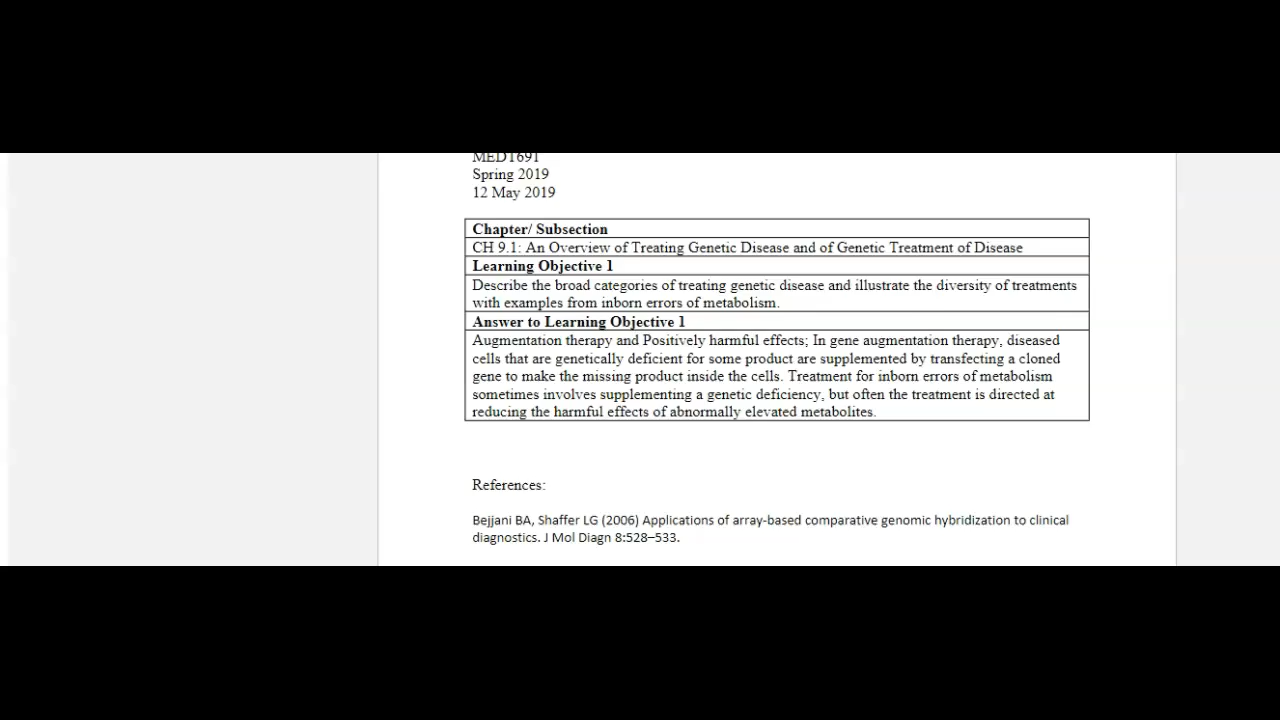 MED1691
Spring 2019
12 May 2019
Chapter/ Subsection
CH 9.1: An Overview of Treating Genetic Disease and of Genetic Treatment of Disease
Learning Objective 1
Describe the broad categories of treating genetic disease and illustrate the diversity of treatments
with examples from inborn errors of metabolism.
Answer to Learning Objective 1
Augmentation therapy and Positively harmful effects; In gene augmentation therapy, diseased
cells that are genetically deficient for some product are supplemented by transfecting a cloned
gene to make the missing product inside the cells. Treatment for inborn errors of metabolism
sometimes involves supplementing a genetic deficiency, but often the treatment is directed at
reducing the harmful effects of abnormally elevated metabolites.
References:
Bejjani BA, Shaffer LG (2006) Applications of array-based comparative genomic hybridization to clinical
diagnostics. J Mol Diagn 8:528–533.